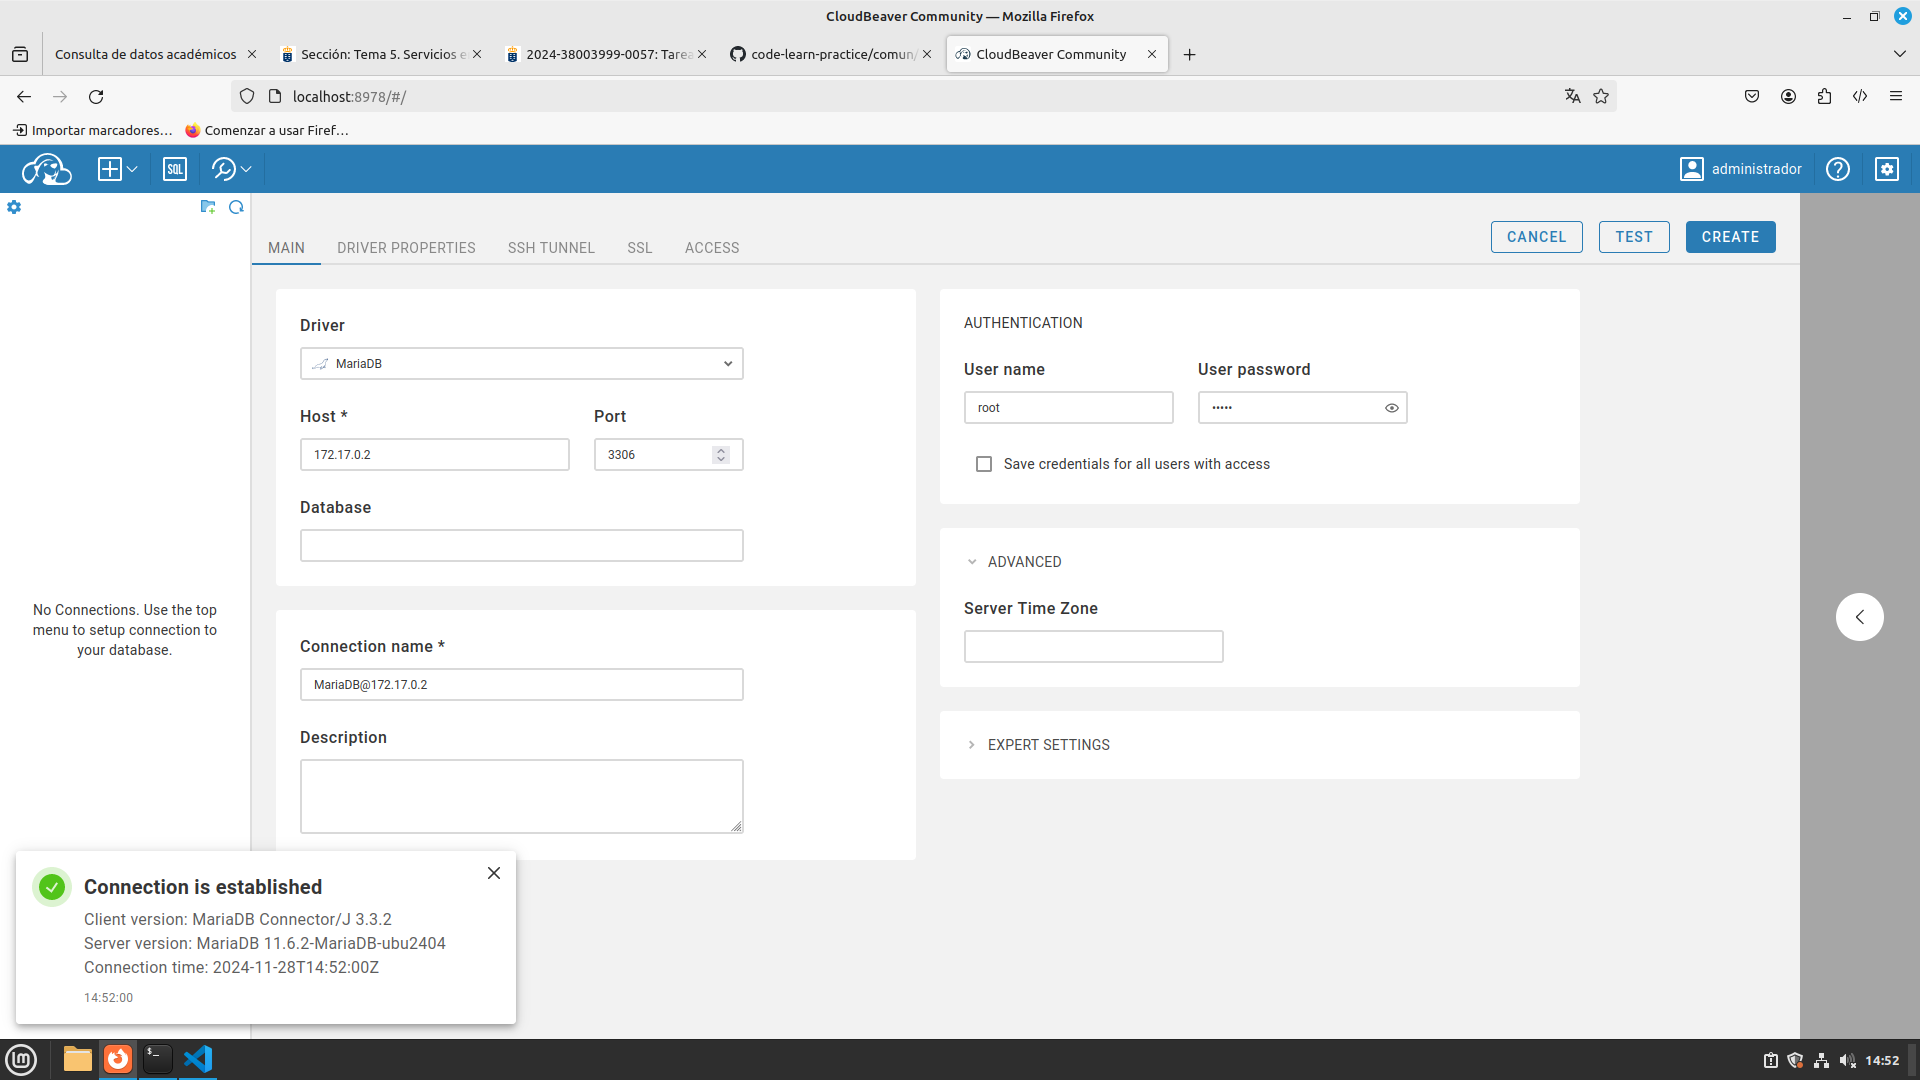 CloudBeaver Community — Mozilla Firefox
Consulta de datos académicos
Sección: Tema 5. Servicios e
2024-38003999-0057: Tarea
code-learn-practice/comun/
CloudBeaver Community
localhost:8978/#/
Importar marcadores…
Comenzar a usar Firef…
SQL
administrador
MAIN
DRIVER PROPERTIES
SSH TUNNEL
SSL
ACCESS
CANCEL
TEST
CREATE
Driver
MariaDB
Host *
Port
172.17.0.2
3306
Database
Connection name *
MariaDB@172.17.0.2
Description
AUTHENTICATION
User name
User password
root
•••••
Save credentials for all users with access
ADVANCED
Server Time Zone
EXPERT SETTINGS
No Connections. Use the top
menu to setup connection to
your database.
Connection is established
Client version: MariaDB Connector/J 3.3.2
Server version: MariaDB 11.6.2-MariaDB-ubu2404
Connection time: 2024-11-28T14:52:00Z
14:52:00
14:52